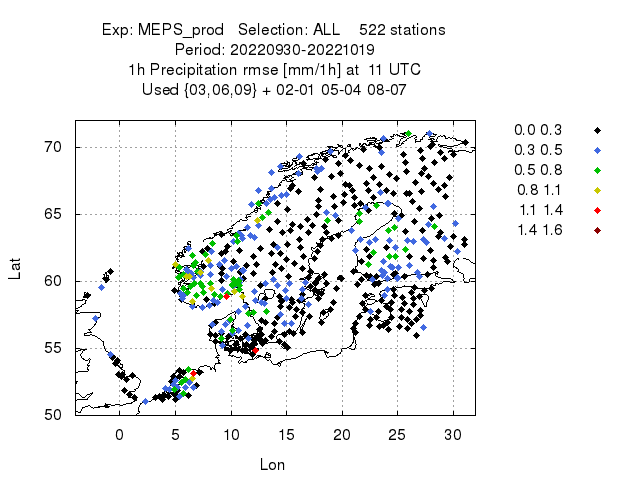 Exp: MEPS_prod   Selection: ALL    522 stations
Period: 20220930-20221019
1h Precipitation rmse [mm/1h] at  11 UTC
Used {03,06,09} + 02-01 05-04 08-07
70
65
60
55
50
Lat
0 5 10 15 20 25 30
Lon
0.0 0.3
0.3 0.5
0.5 0.8
0.8 1.1
1.1 1.4
1.4 1.6